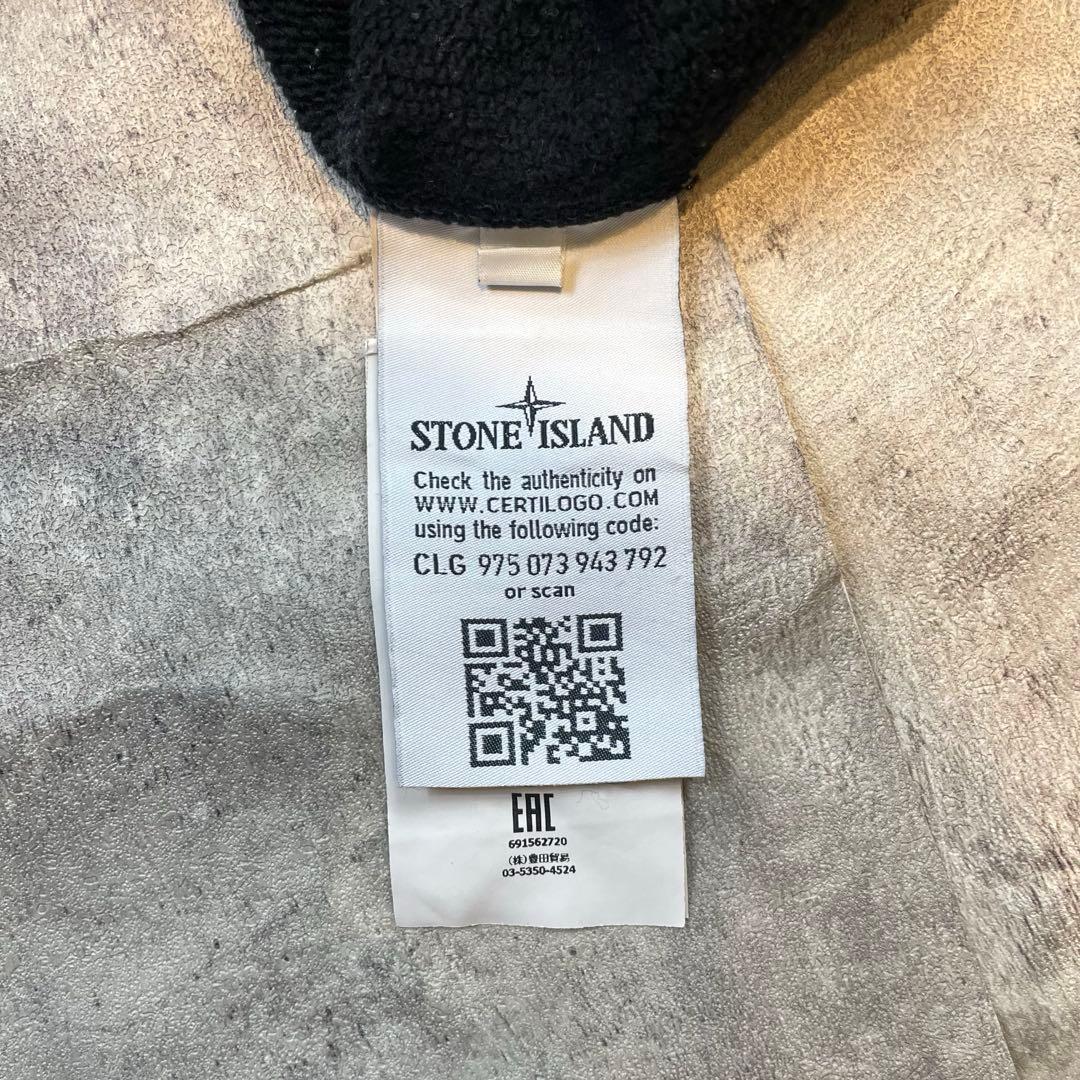 STONE ISLAND
Check the authenticity on
WWW.CERTILOGO.COM
using the following code:
CLG 975 073 943 792
or scan
EAC
691562720
(株)豊田貿易
03-5350-4524